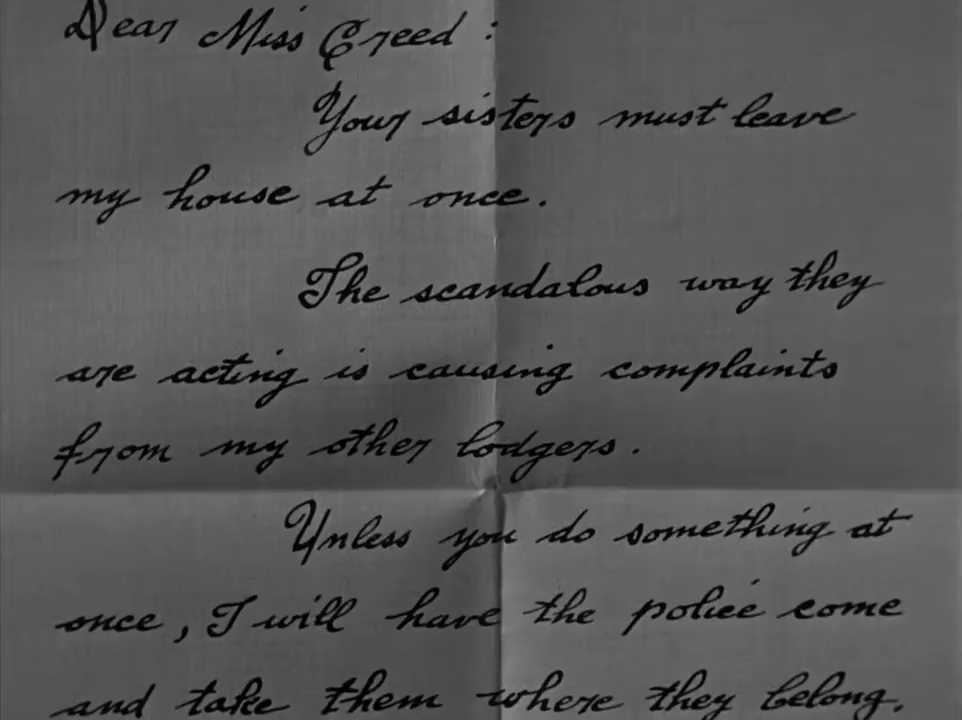 Dear Miss Creed :
Your sisters must leave
my house at once.
The scandalous way they
are acting is causing complaints
from my other lodgers.
Unless you do something at
once, I will have the police come
and take them where they belong.